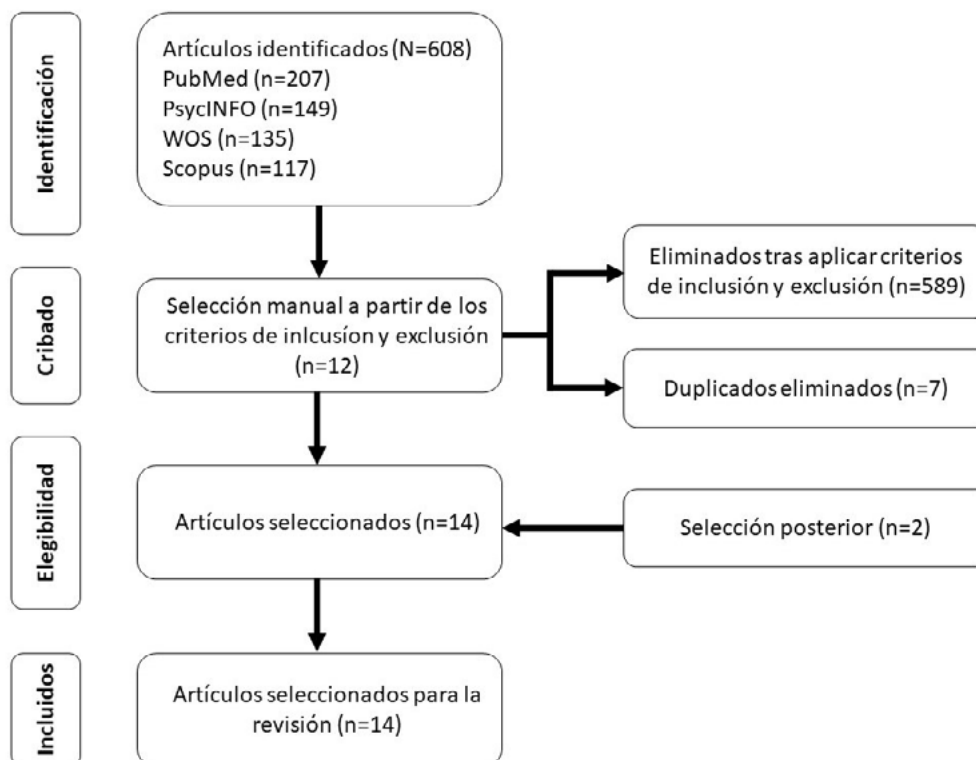 Identificación
Artículos identificados (N=608)
PubMed (n=207)
PsycINFO (n=149)
WOS (n=135)
Scopus (n=117)
Cribado
Selección manual a partir de los
criterios de inlcusíon y exclusión
(n=12)
Eliminados tras aplicar criterios
de inclusión y exclusión (n=589)
Duplicados eliminados (n=7)
Elegibilidad
Artículos seleccionados (n=14)
Selección posterior (n=2)
Incluidos
Artículos seleccionados para la
revisión (n=14)